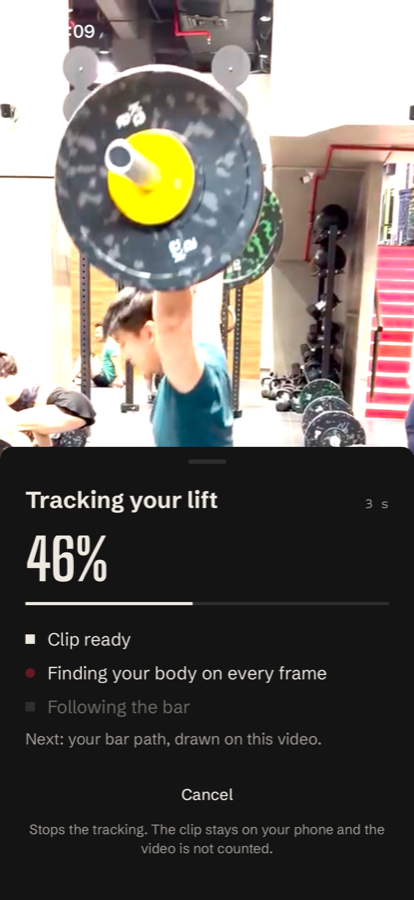 :09
Tracking your lift
3 s
46%
Clip ready
Finding your body on every frame
Following the bar
Next: your bar path, drawn on this video.
Cancel
Stops the tracking. The clip stays on your phone and the
video is not counted.